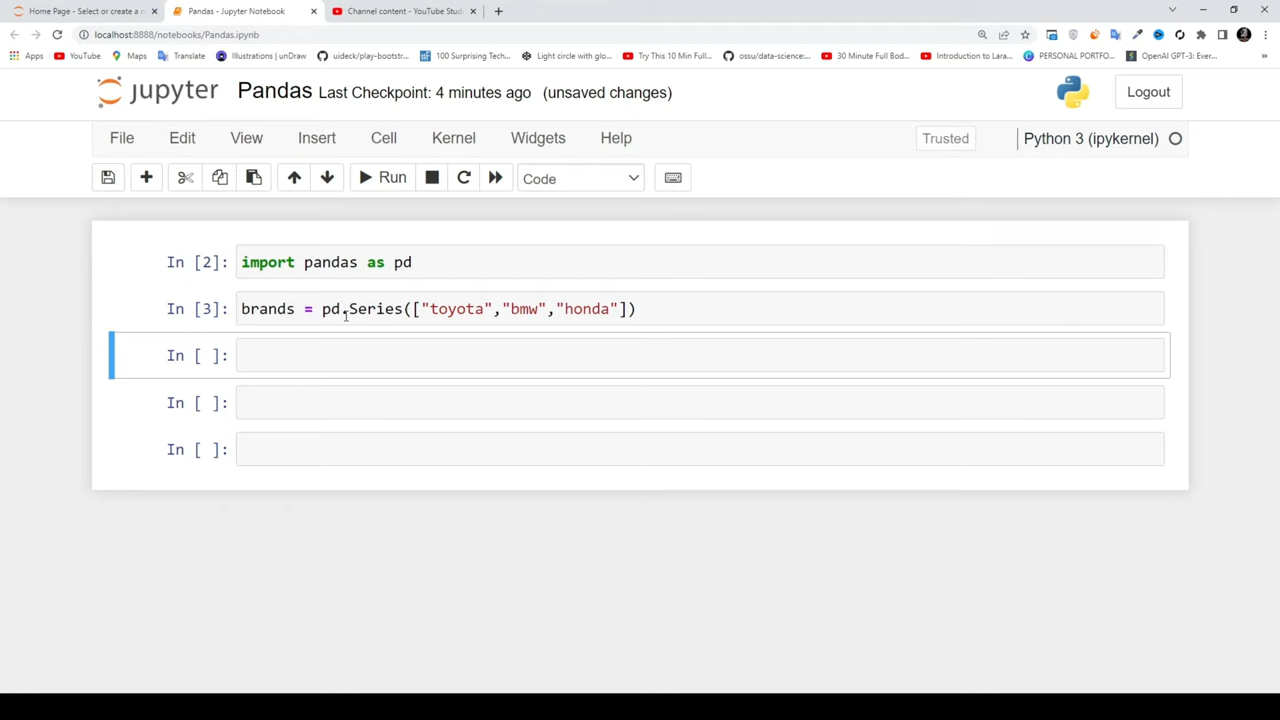 Home Page - Select or create a n
Pandas - Jupyter Notebook
Channel content - YouTube Stud
localhost:8888/notebooks/Pandas.ipynb
Apps YouTube Maps Translate Illustrations | unDraw uideck/play-bootstr... 100 Surprising Tech... Light circle with glo... Try This 10 Min Full... ossu/data-science:... 30 Minute Full Bod... Introduction to Lara... PERSONAL PORTFO... OpenAI GPT-3: Ever...
jupyter Pandas Last Checkpoint: 4 minutes ago (unsaved changes) Logout
File Edit View Insert Cell Kernel Widgets Help Trusted Python 3 (ipykernel)
Run Code
In [2]: import pandas as pd
In [3]: brands = pd.Series(["toyota","bmw","honda"])
In [ ]:
In [ ]:
In [ ]: